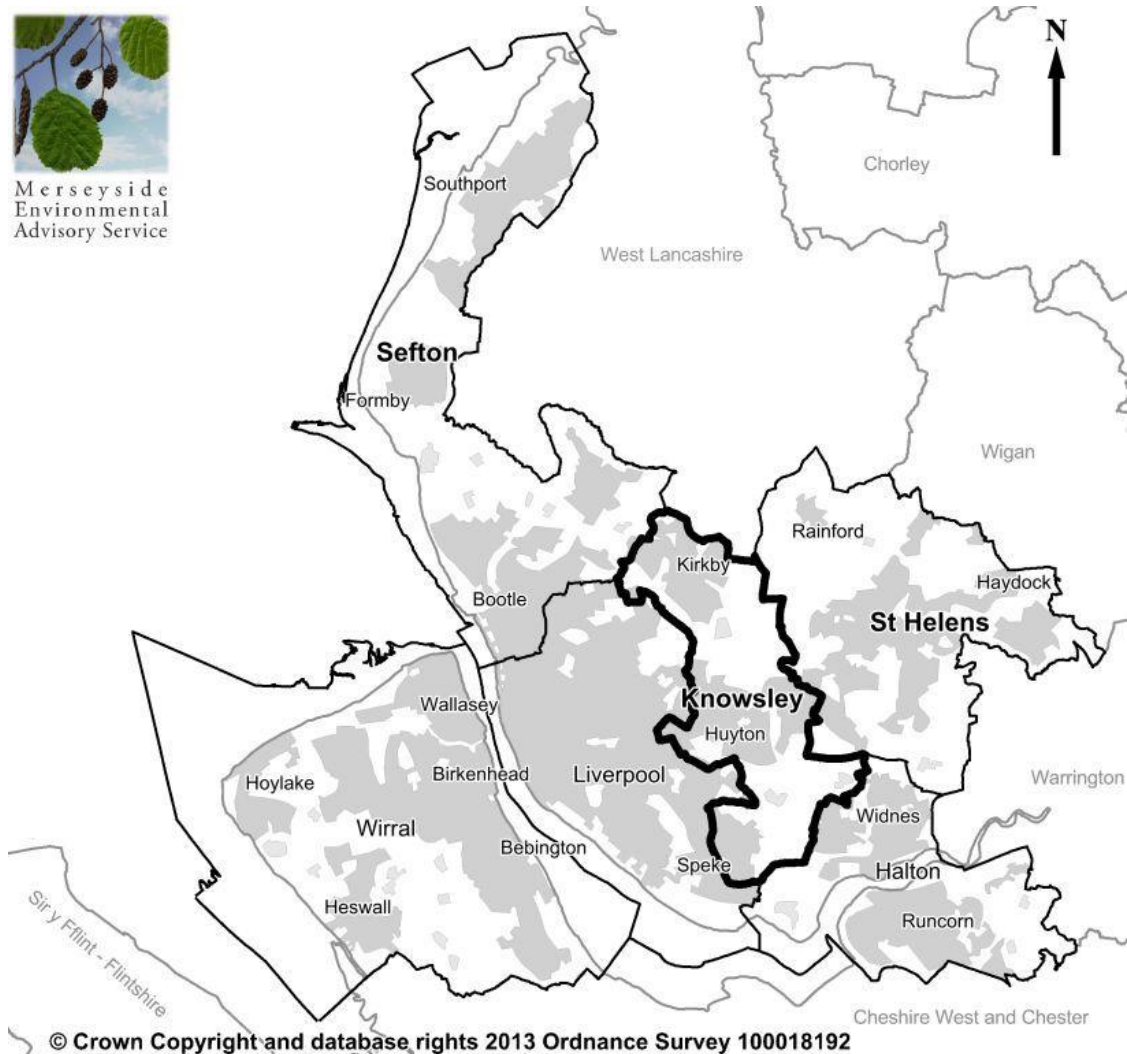 Merseyside
Environmental
Advisory Service
N
Chorley
Southport
West Lancashire
Sefton
Formby
Wigan
Rainford
Kirkby
Haydock
Bootle
St Helens
Knowsley
Wallasey
Huyton
Hoylake
Birkenhead
Liverpool
Warrington
Wirral
Widnes
Bebington
Speke
Halton
Heswall
Runcorn
Sir y Fflint - Flintshire
Cheshire West and Chester
© Crown Copyright and database rights 2013 Ordnance Survey 100018192